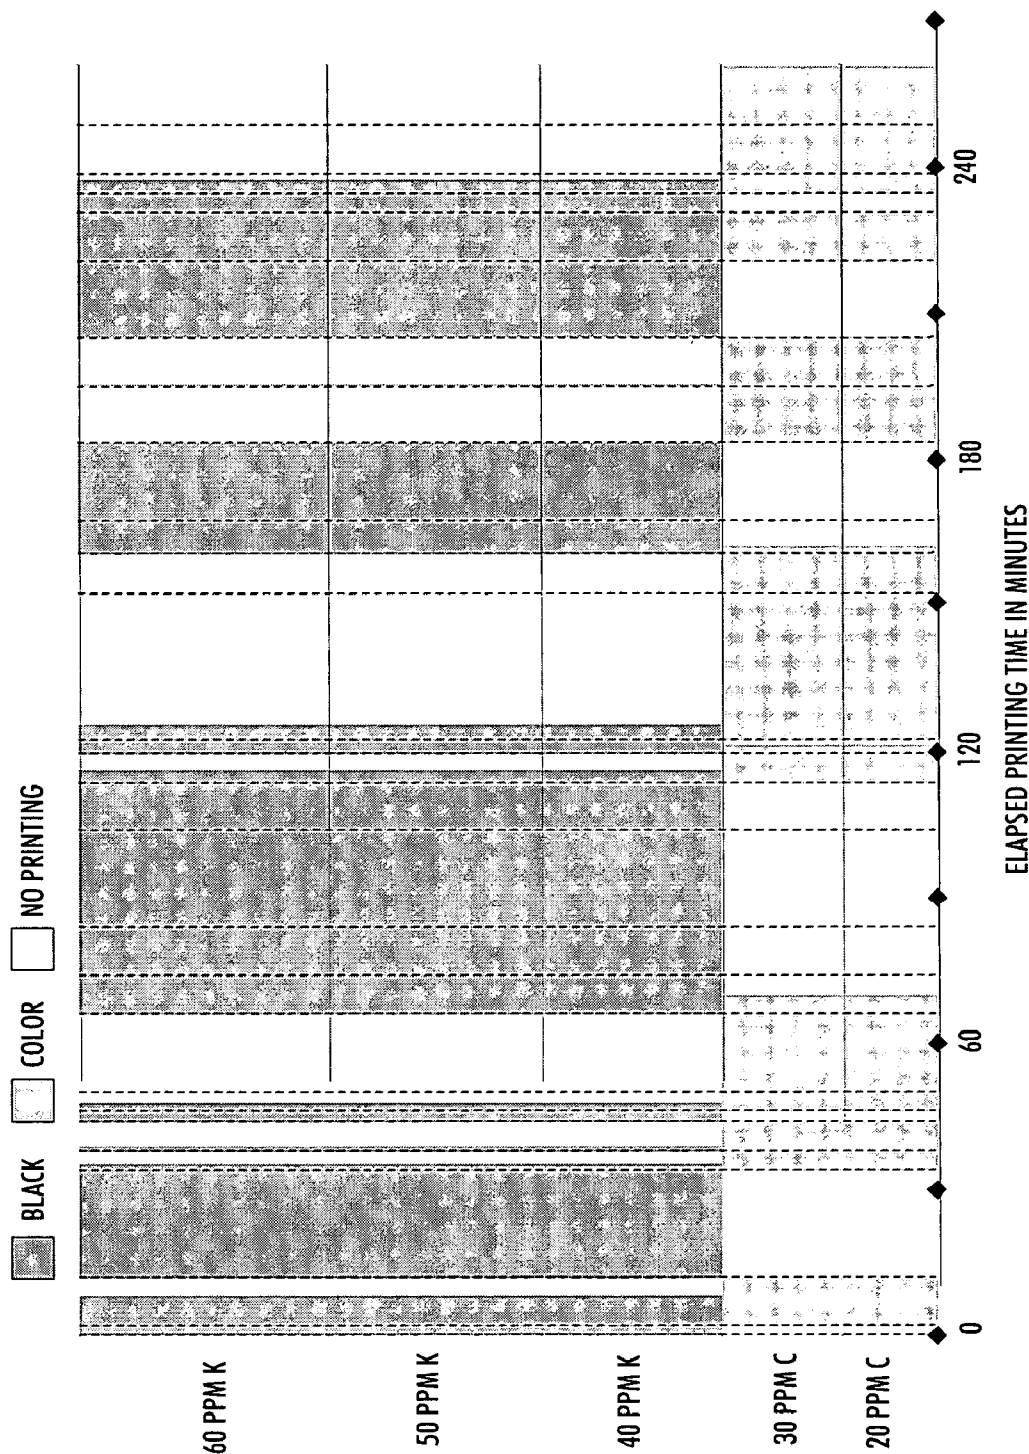 BLACK
COLOR
NO PRINTING
60 PPM K
50 PPM K
40 PPM K
30 PPM C
20 PPM C
0
60
120
180
240
ELAPSED PRINTING TIME IN MINUTES